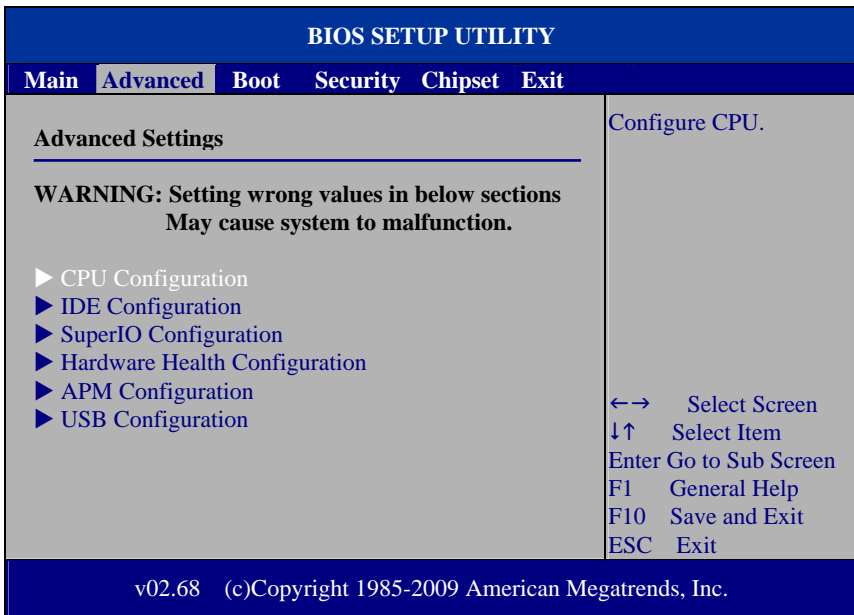 BIOS SETUP UTILITY
Main Advanced Boot Security Chipset Exit
Advanced Settings
WARNING: Setting wrong values in below sections
May cause system to malfunction.
▶ CPU Configuration
▶ IDE Configuration
▶ SuperIO Configuration
▶ Hardware Health Configuration
▶ APM Configuration
▶ USB Configuration
Configure CPU.
←→ Select Screen
↓↑ Select Item
Enter Go to Sub Screen
F1 General Help
F10 Save and Exit
ESC Exit
v02.68 (c)Copyright 1985-2009 American Megatrends, Inc.